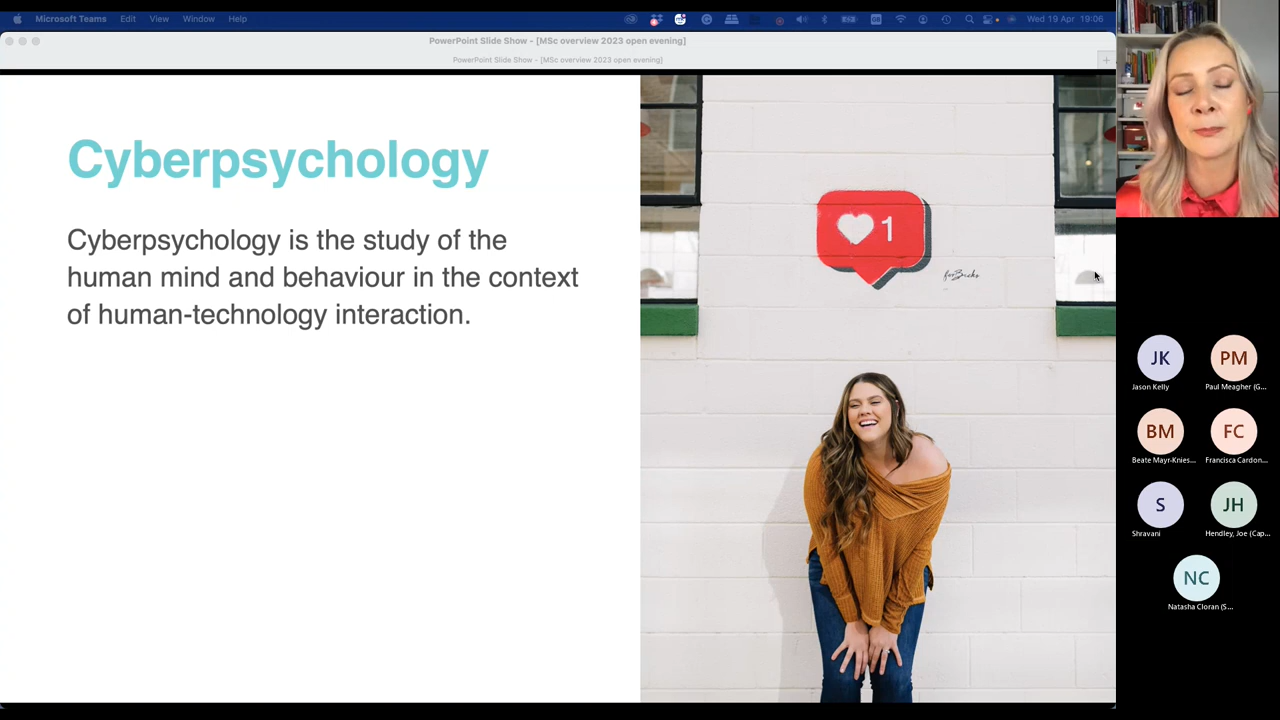 Microsoft Teams Edit View Window Help
Wed 19 Apr 19:06
PowerPoint Slide Show - [MSc overview 2023 open evening]
PowerPoint Slide Show - [MSc overview 2023 open evening]
Cyberpsychology
Cyberpsychology is the study of the
human mind and behaviour in the context
of human-technology interaction.
1
JK
PM
Jason Kelly
Paul Meagher (G...
BM
FC
Beate Mayr-Knies...
Francisca Cardon...
S
JH
Shravani
Hendley, Joe (Cap...
NC
Natasha Cloran (S...